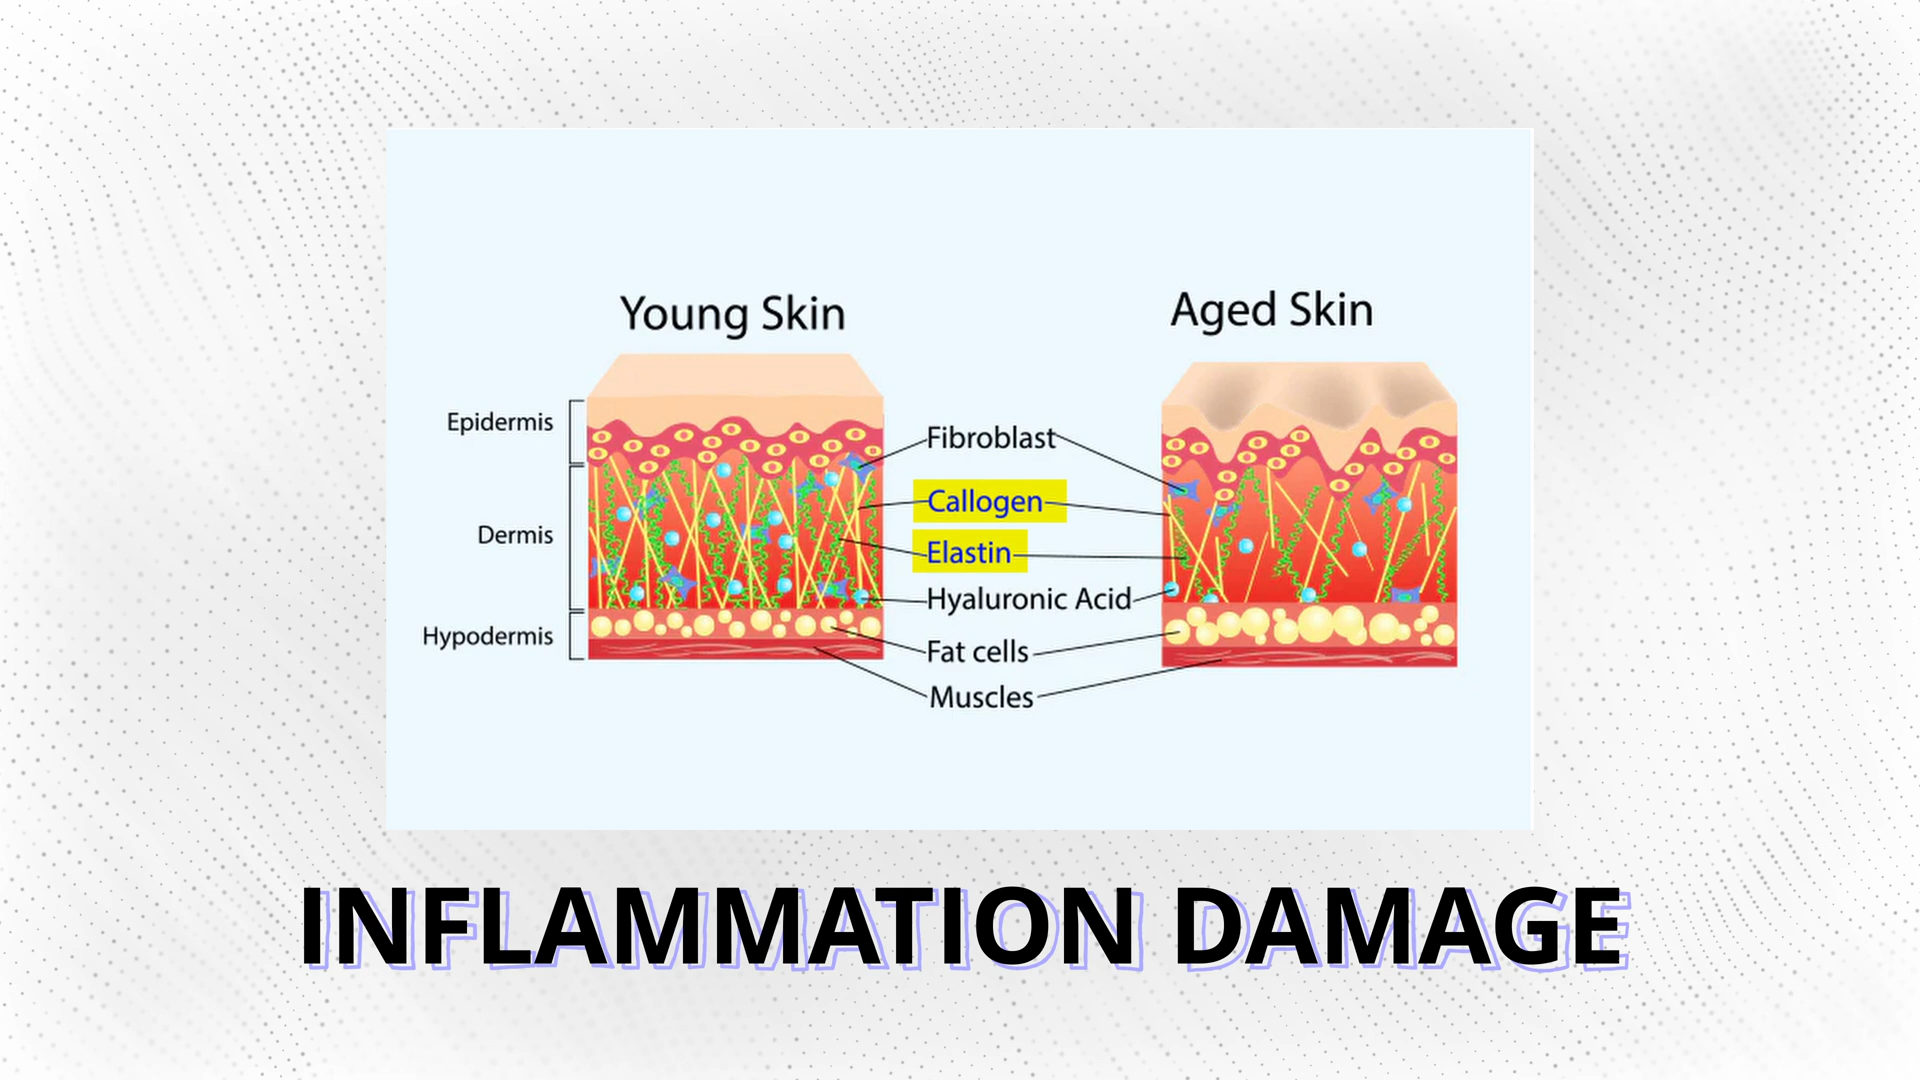 Young Skin
Aged Skin
Epidermis
Dermis
Hypodermis
Fibroblast
Callogen
Elastin
Hyaluronic Acid
Fat cells
Muscles
INFLAMMATION DAMAGE